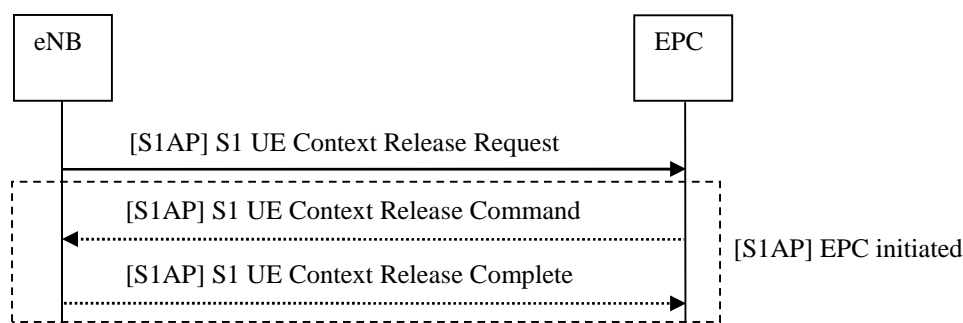 eNB
EPC
[S1AP] S1 UE Context Release Request
[S1AP] S1 UE Context Release Command
[S1AP] EPC initiated
[S1AP] S1 UE Context Release Complete